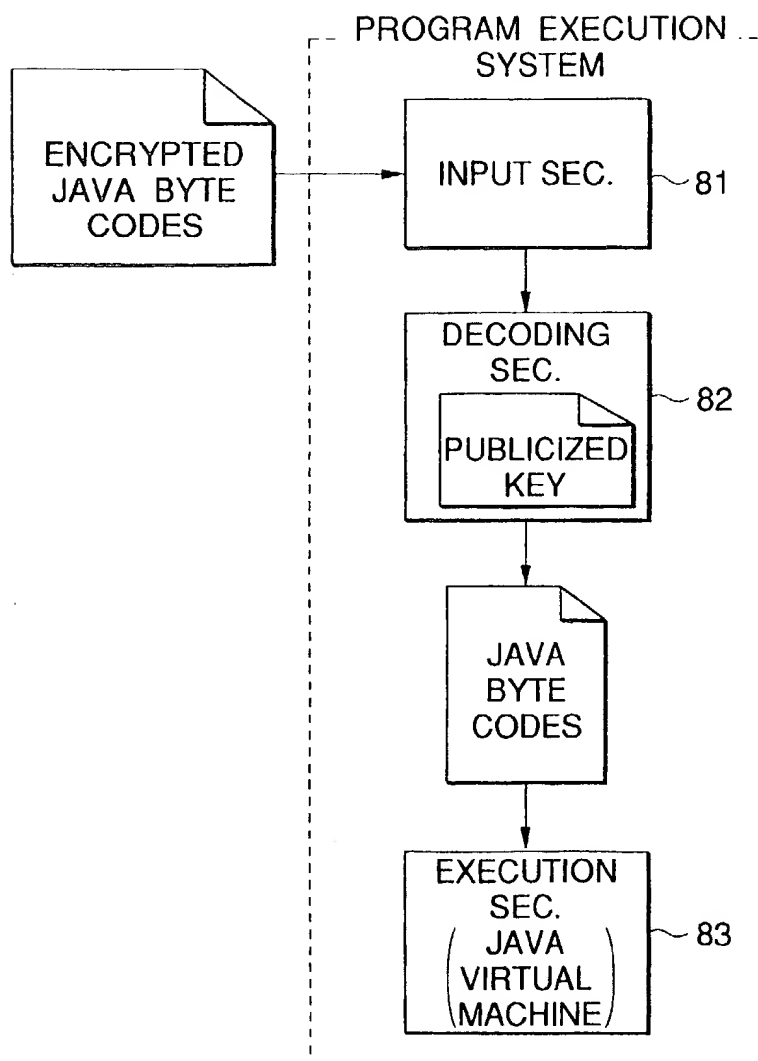 PROGRAM EXECUTION
SYSTEM
ENCRYPTED
JAVA BYTE
CODES
INPUT SEC.
81
DECODING
SEC.
82
PUBLICIZED
KEY
JAVA
BYTE
CODES
EXECUTION
SEC.
83
(JAVA
VIRTUAL
MACHINE)